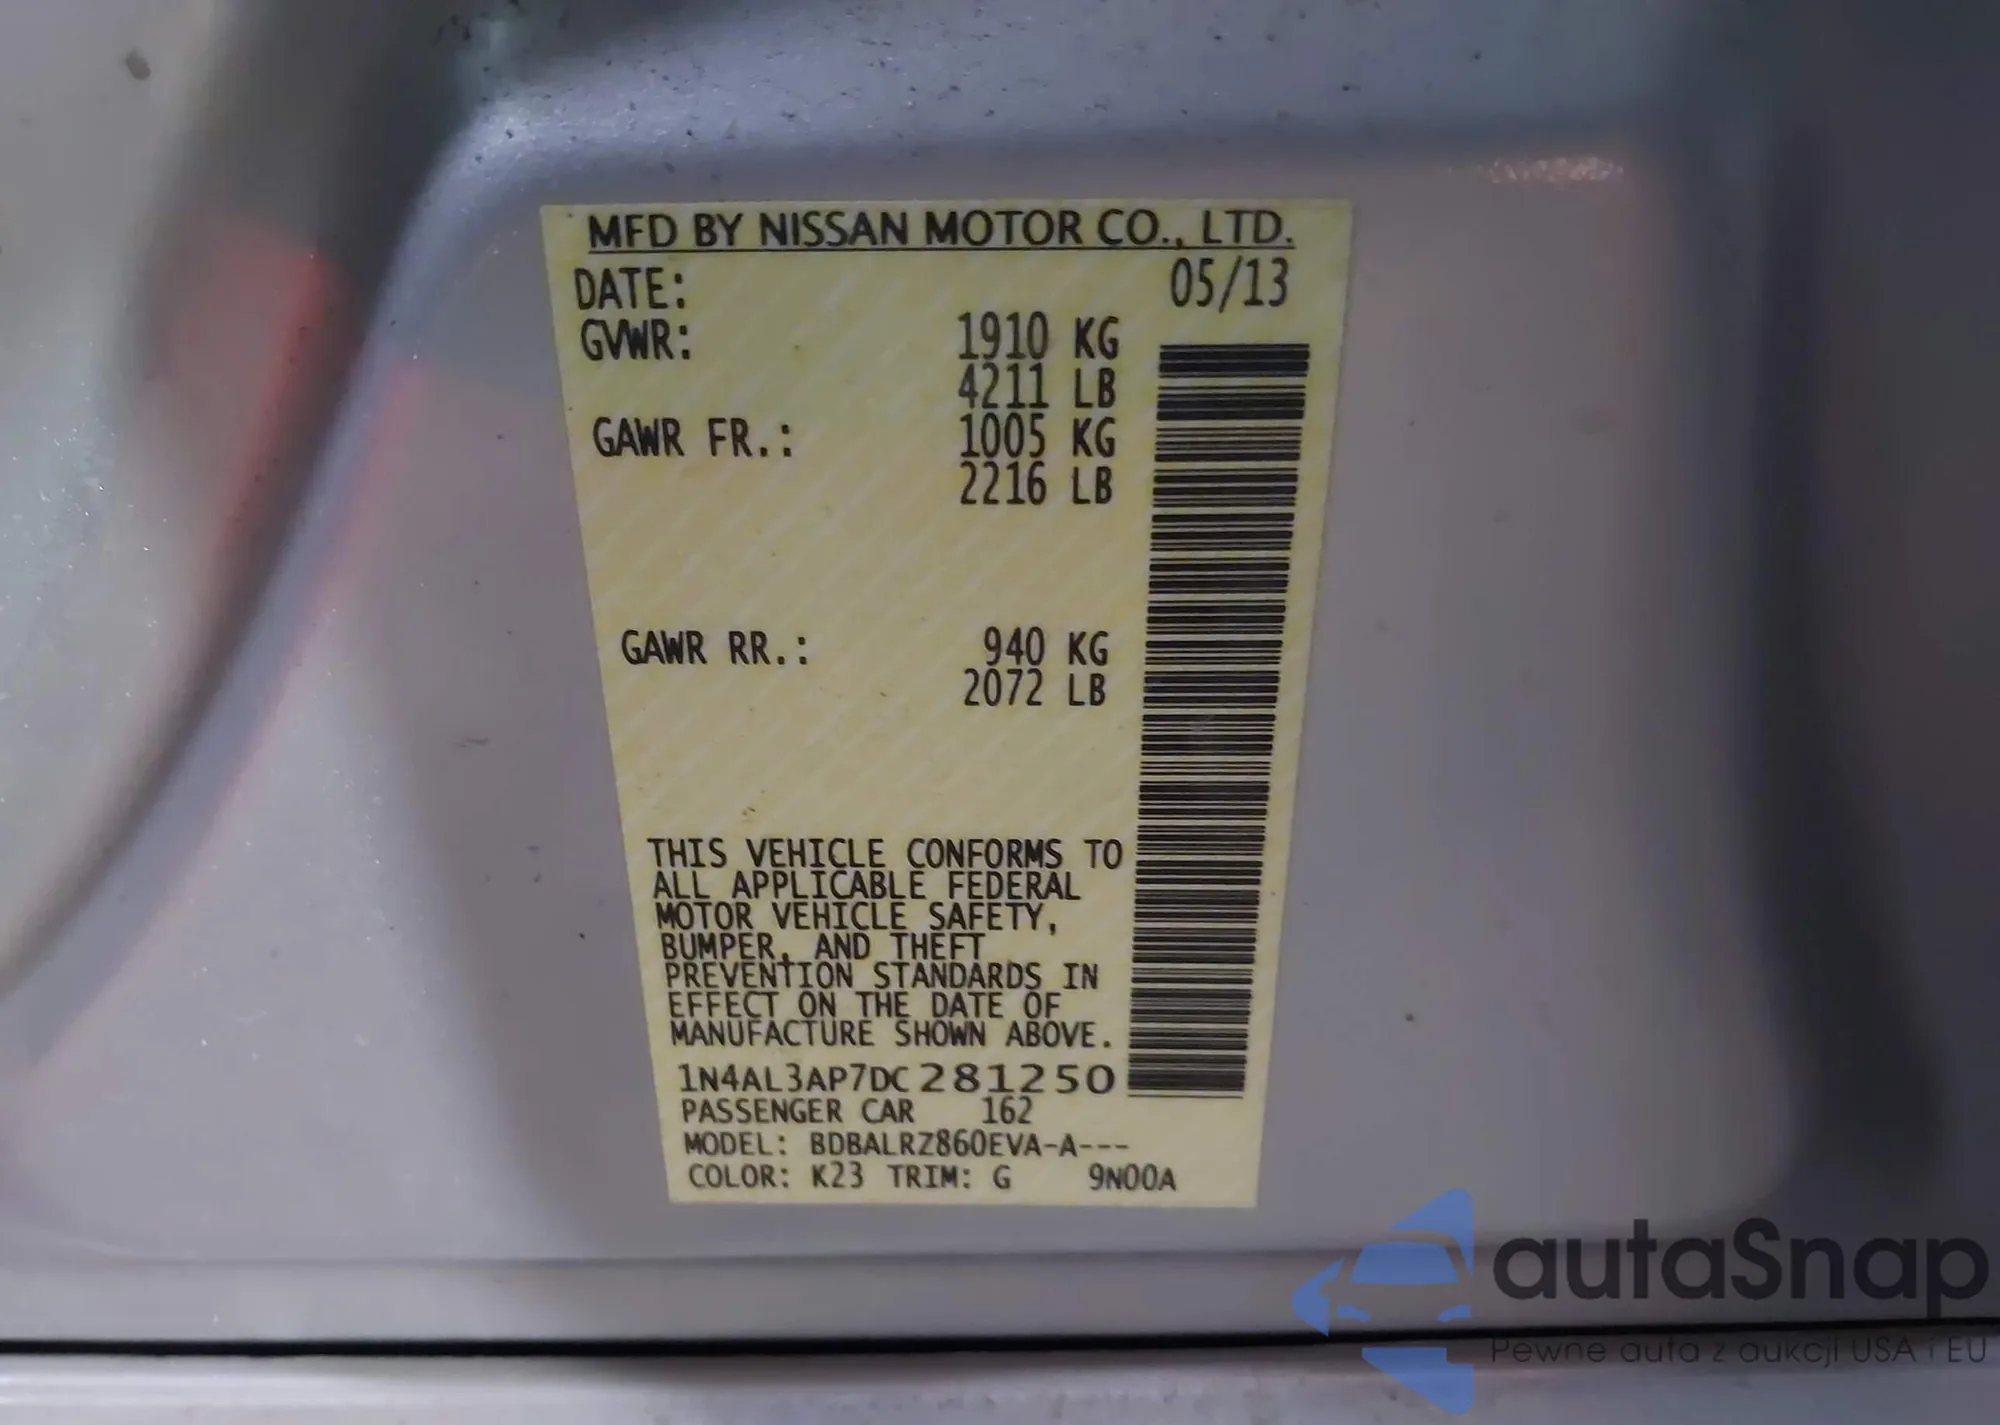 MFD BY NISSAN MOTOR CO., LTD.
DATE: 05/13
GVWR: 1910 KG
4211 LB
GAWR FR.: 1005 KG
2216 LB
GAWR RR.: 940 KG
2072 LB
THIS VEHICLE CONFORMS TO
ALL APPLICABLE FEDERAL
MOTOR VEHICLE SAFETY,
BUMPER, AND THEFT
PREVENTION STANDARDS IN
EFFECT ON THE DATE OF
MANUFACTURE SHOWN ABOVE.
1N4AL3AP7DC281250
PASSENGER CAR 162
MODEL: BDBALRZ860EVA-A---
COLOR: K23 TRIM: G 9N00A
autaSnap
Pewne auta z aukcji USA i EU